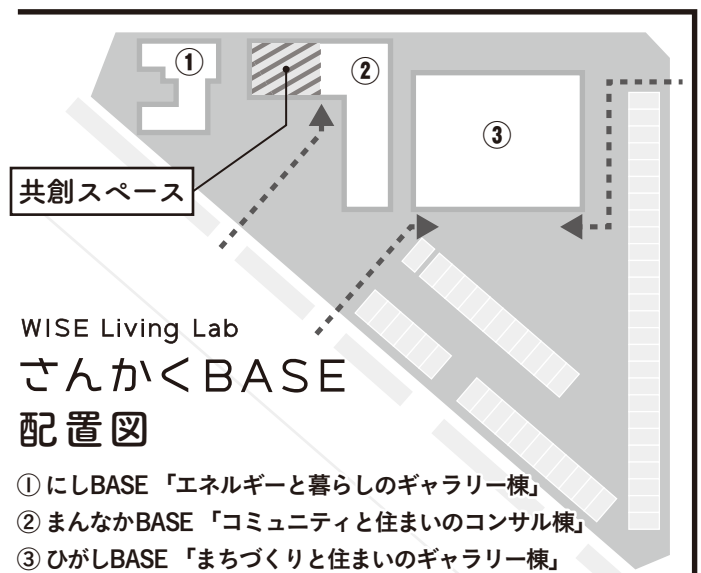 ①
②
③
共創スペース
WISE Living Lab
さんかくBASE
配置図
① にしBASE 「エネルギーと暮らしのギャラリー棟」
② まんなかBASE 「コミュニティと住まいのコンサル棟」
③ ひがしBASE 「まちづくりと住まいのギャラリー棟」